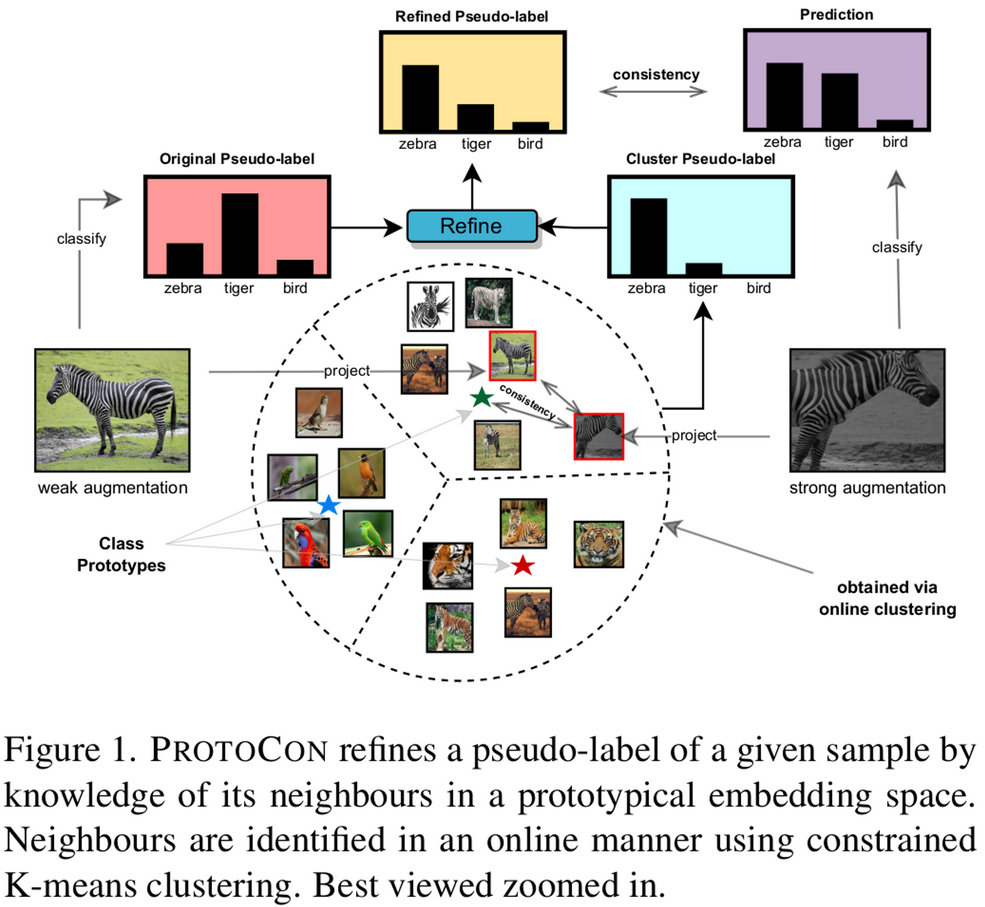 Refined Pseudo-label
Prediction
consistency
zebra tiger bird
zebra tiger bird
Original Pseudo-label
Cluster Pseudo-label
classify
Refine
classify
zebra tiger bird
zebra tiger bird
project
consistency
project
weak augmentation
strong augmentation
Class
Prototypes
obtained via
online clustering
Figure 1. PROTOCON refines a pseudo-label of a given sample by
knowledge of its neighbours in a prototypical embedding space.
Neighbours are identified in an online manner using constrained
K-means clustering. Best viewed zoomed in.